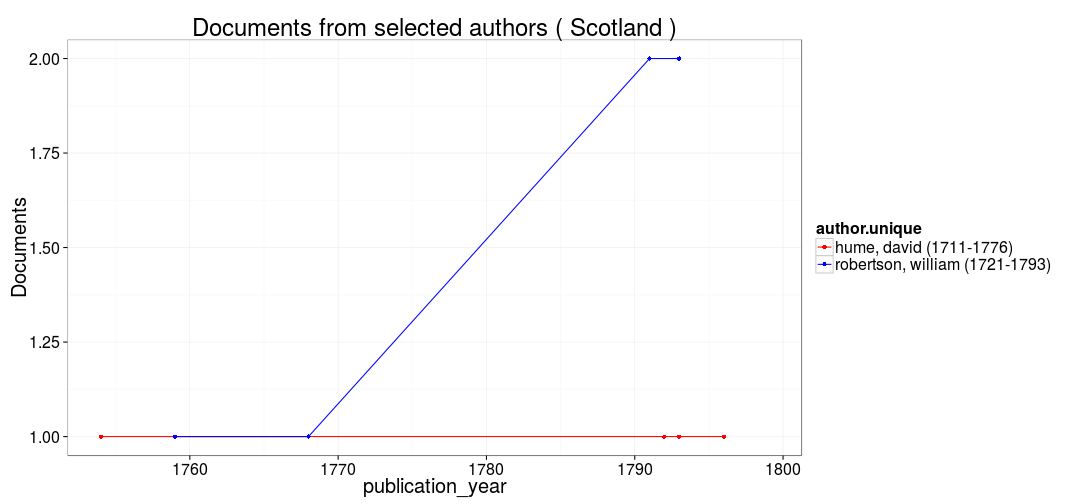 Documents from selected authors ( Scotland )
Documents
2.00
1.75
1.50
1.25
1.00
1760 1770 1780 1790 1800
publication_year
author.unique
hume, david (1711-1776)
robertson, william (1721-1793)